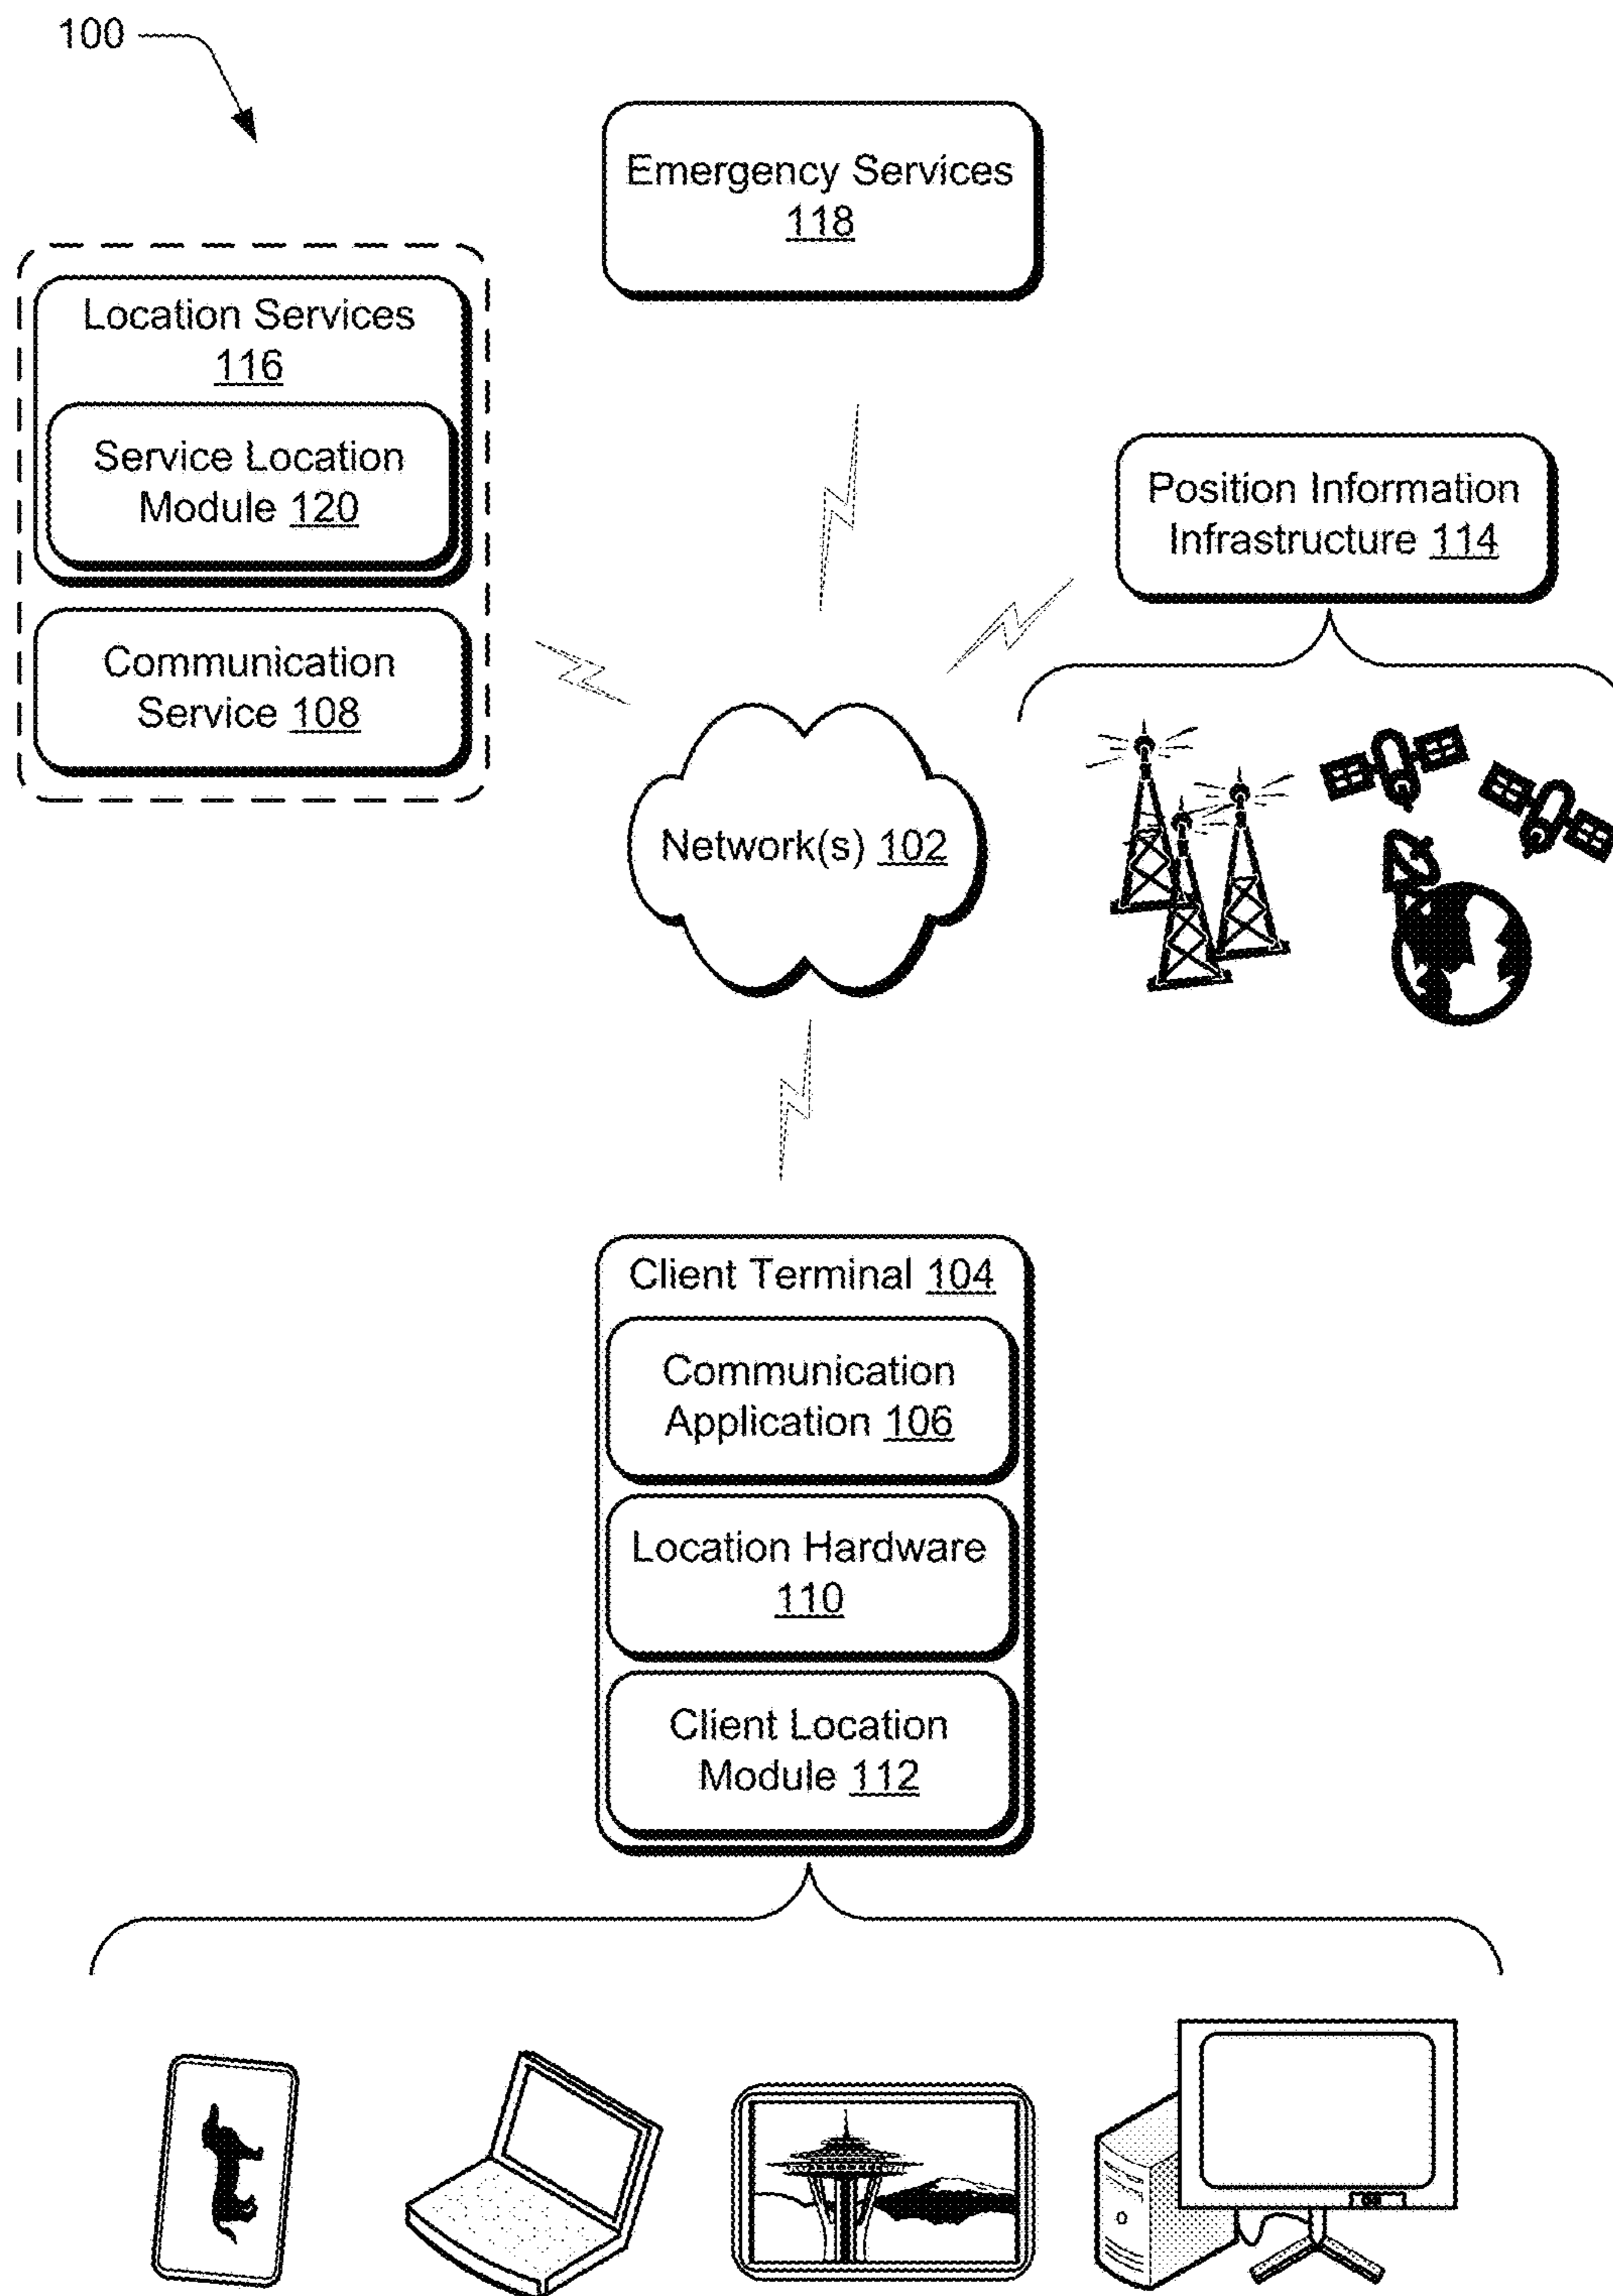 100
Emergency Services
118
Location Services
116
Service Location
Module 120
Communication
Service 108
Position Information
Infrastructure 114
Network(s) 102
Client Terminal 104
Communication
Application 106
Location Hardware
110
Client Location
Module 112